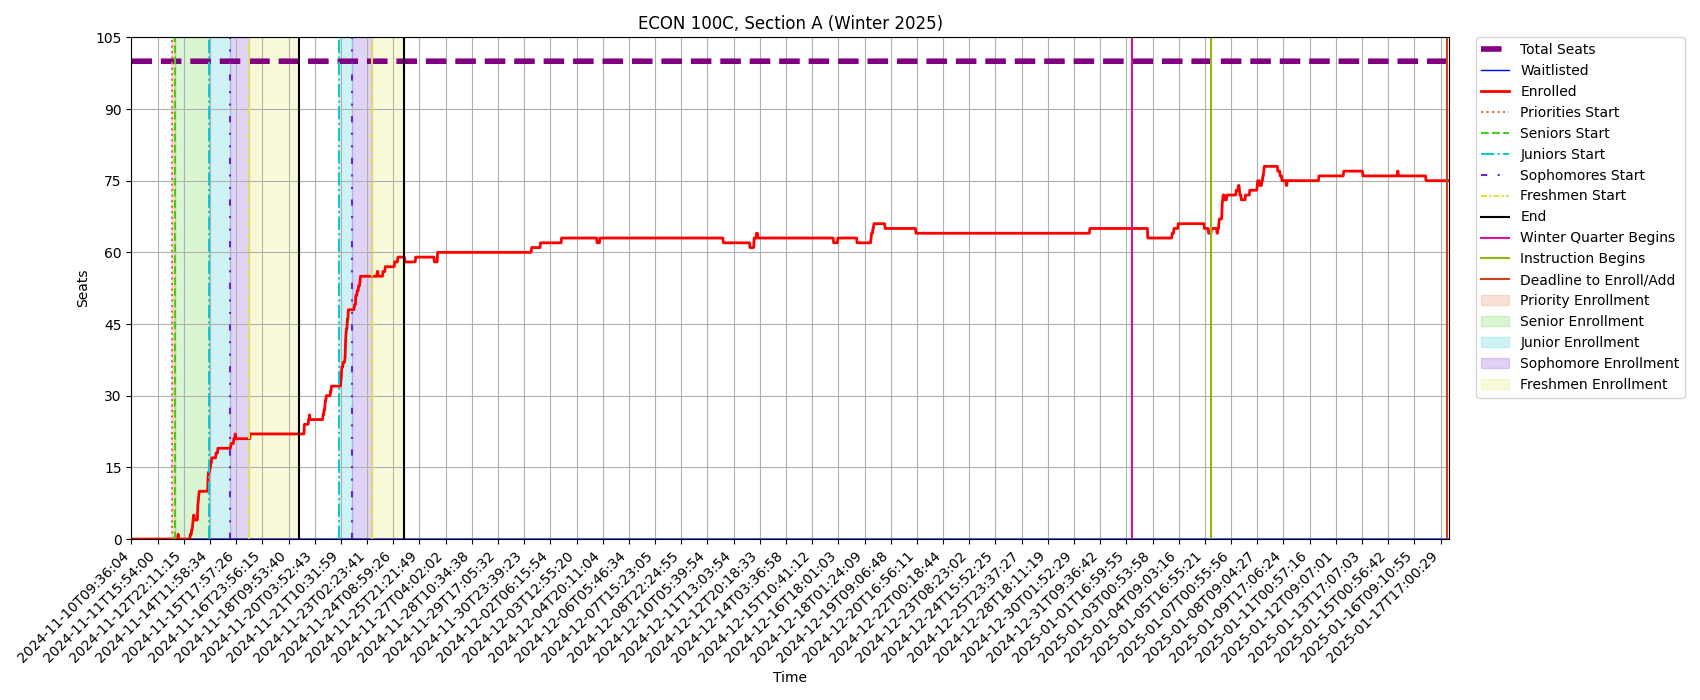 ECON 100C, Section A (Winter 2025)
105
90
75
60
45
30
15
0
Seats
2024-11-10T09:36:04
2024-11-11T15:54:00
2024-11-12T22:11:15
2024-11-14T11:58:34
2024-11-15T17:57:26
2024-11-16T23:56:15
2024-11-18T09:53:40
2024-11-20T03:52:43
2024-11-21T10:31:59
2024-11-23T02:23:41
2024-11-24T08:59:26
2024-11-25T21:21:49
2024-11-27T04:02:02
2024-11-28T10:34:38
2024-11-29T17:05:32
2024-11-30T23:39:23
2024-12-02T06:15:54
2024-12-03T12:55:20
2024-12-04T20:11:04
2024-12-06T05:46:34
2024-12-07T15:23:05
2024-12-08T22:24:55
2024-12-10T05:39:54
2024-12-11T13:03:54
2024-12-12T20:18:33
2024-12-14T03:36:58
2024-12-15T10:41:12
2024-12-16T18:01:03
2024-12-18T01:24:09
2024-12-19T09:06:48
2024-12-20T16:56:11
2024-12-22T00:18:44
2024-12-23T08:23:02
2024-12-24T15:52:25
2024-12-25T23:37:27
2024-12-28T18:11:19
2024-12-30T01:52:29
2024-12-31T09:36:42
2025-01-01T16:59:55
2025-01-03T00:53:58
2025-01-04T09:03:16
2025-01-05T16:55:21
2025-01-07T00:55:56
2025-01-08T09:04:27
2025-01-09T17:06:24
2025-01-11T00:57:16
2025-01-12T09:07:01
2025-01-13T17:07:03
2025-01-15T00:56:42
2025-01-16T09:10:55
2025-01-17T17:00:29
Time
Total Seats
Waitlisted
Enrolled
Priorities Start
Seniors Start
Juniors Start
Sophomores Start
Freshmen Start
End
Winter Quarter Begins
Instruction Begins
Deadline to Enroll/Add
Priority Enrollment
Senior Enrollment
Junior Enrollment
Sophomore Enrollment
Freshmen Enrollment